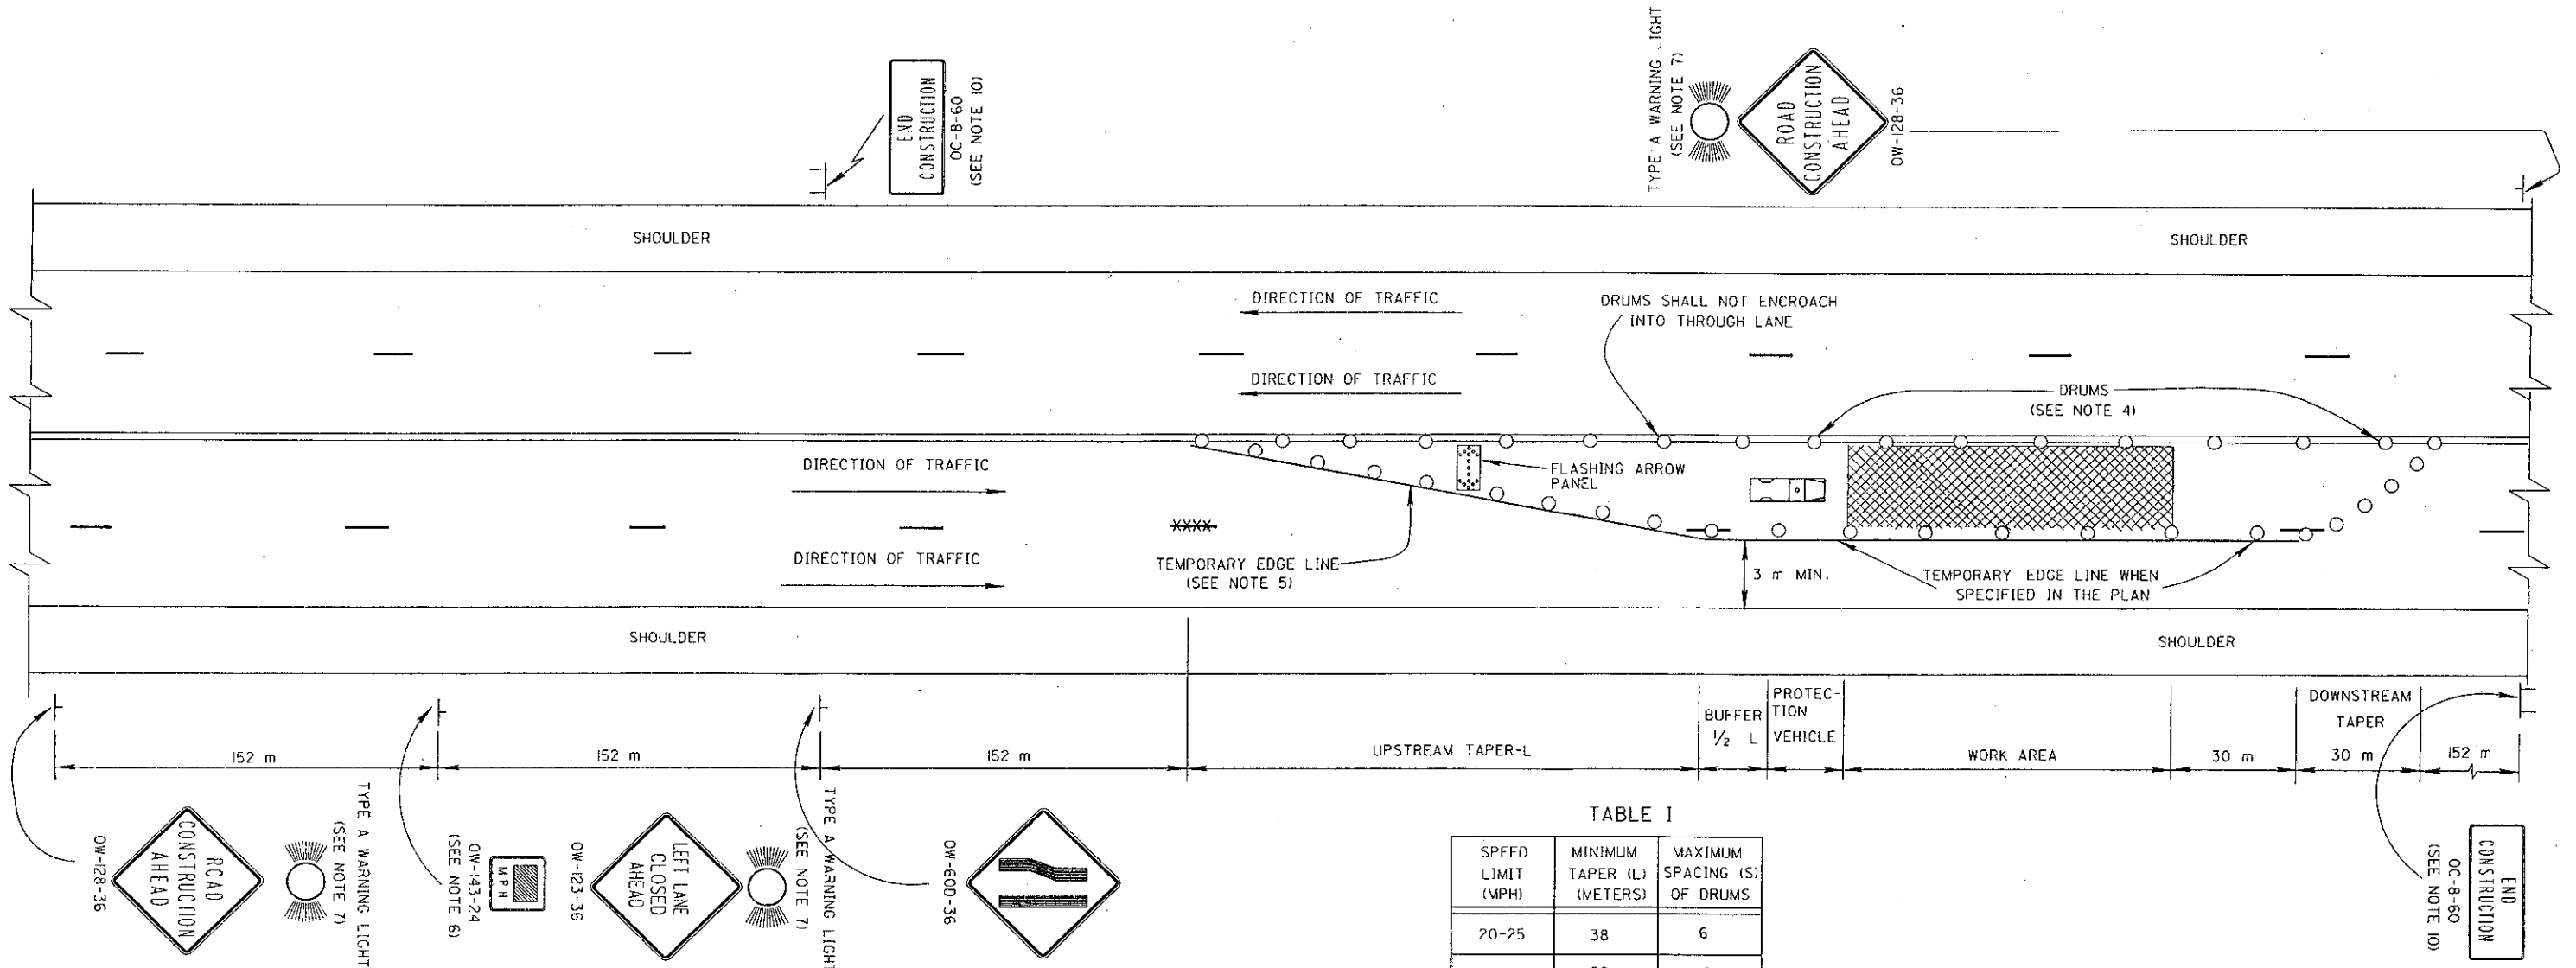 END
CONSTRUCTION
OC-8-60
(SEE NOTE 10)
TYPE A WARNING LIGHT
(SEE NOTE 7)
ROAD
CONSTRUCTION
AHEAD
OW-128-36
SHOULDER
SHOULDER
DIRECTION OF TRAFFIC
DRUMS SHALL NOT ENCROACH
INTO THROUGH LANE
DIRECTION OF TRAFFIC
DRUMS
(SEE NOTE 4)
DIRECTION OF TRAFFIC
FLASHING ARROW
PANEL
XXXX
DIRECTION OF TRAFFIC
TEMPORARY EDGE LINE
(SEE NOTE 5)
3 m MIN.
TEMPORARY EDGE LINE WHEN
SPECIFIED IN THE PLAN
SHOULDER
SHOULDER
152 m
152 m
152 m
UPSTREAM TAPER-L
BUFFER
1/2 L
PROTEC-
TION
VEHICLE
WORK AREA
30 m
DOWNSTREAM
TAPER
30 m
152 m
OW-128-36
ROAD
CONSTRUCTION
AHEAD
TYPE A WARNING LIGHT
(SEE NOTE 7)
OW-143-24
(SEE NOTE 6)
MPH
OW-123-36
LEFT LANE
CLOSED
AHEAD
TYPE A WARNING LIGHT
(SEE NOTE 7)
OW-60D-36
END
CONSTRUCTION
OC-8-60
(SEE NOTE 10)
TABLE I
SPEED LIMIT (MPH) MINIMUM TAPER (L) (METERS) MAXIMUM SPACING (S) OF DRUMS
20-25 38 6